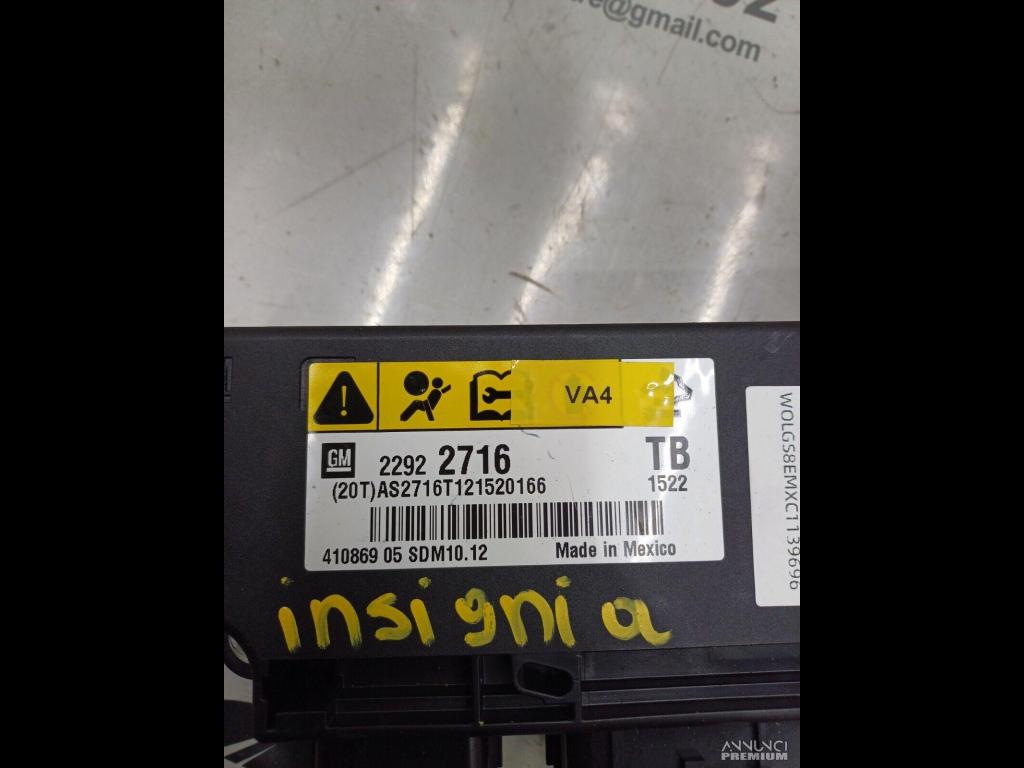 @gmail.com
VA4
GM
2292 2716
TB
(20T)AS2716T121520166
1522
410869 05 SDM10.12
Made in Mexico
insignia
W0LGS8EMXC1139696
ANNUNCI
PREMIUM